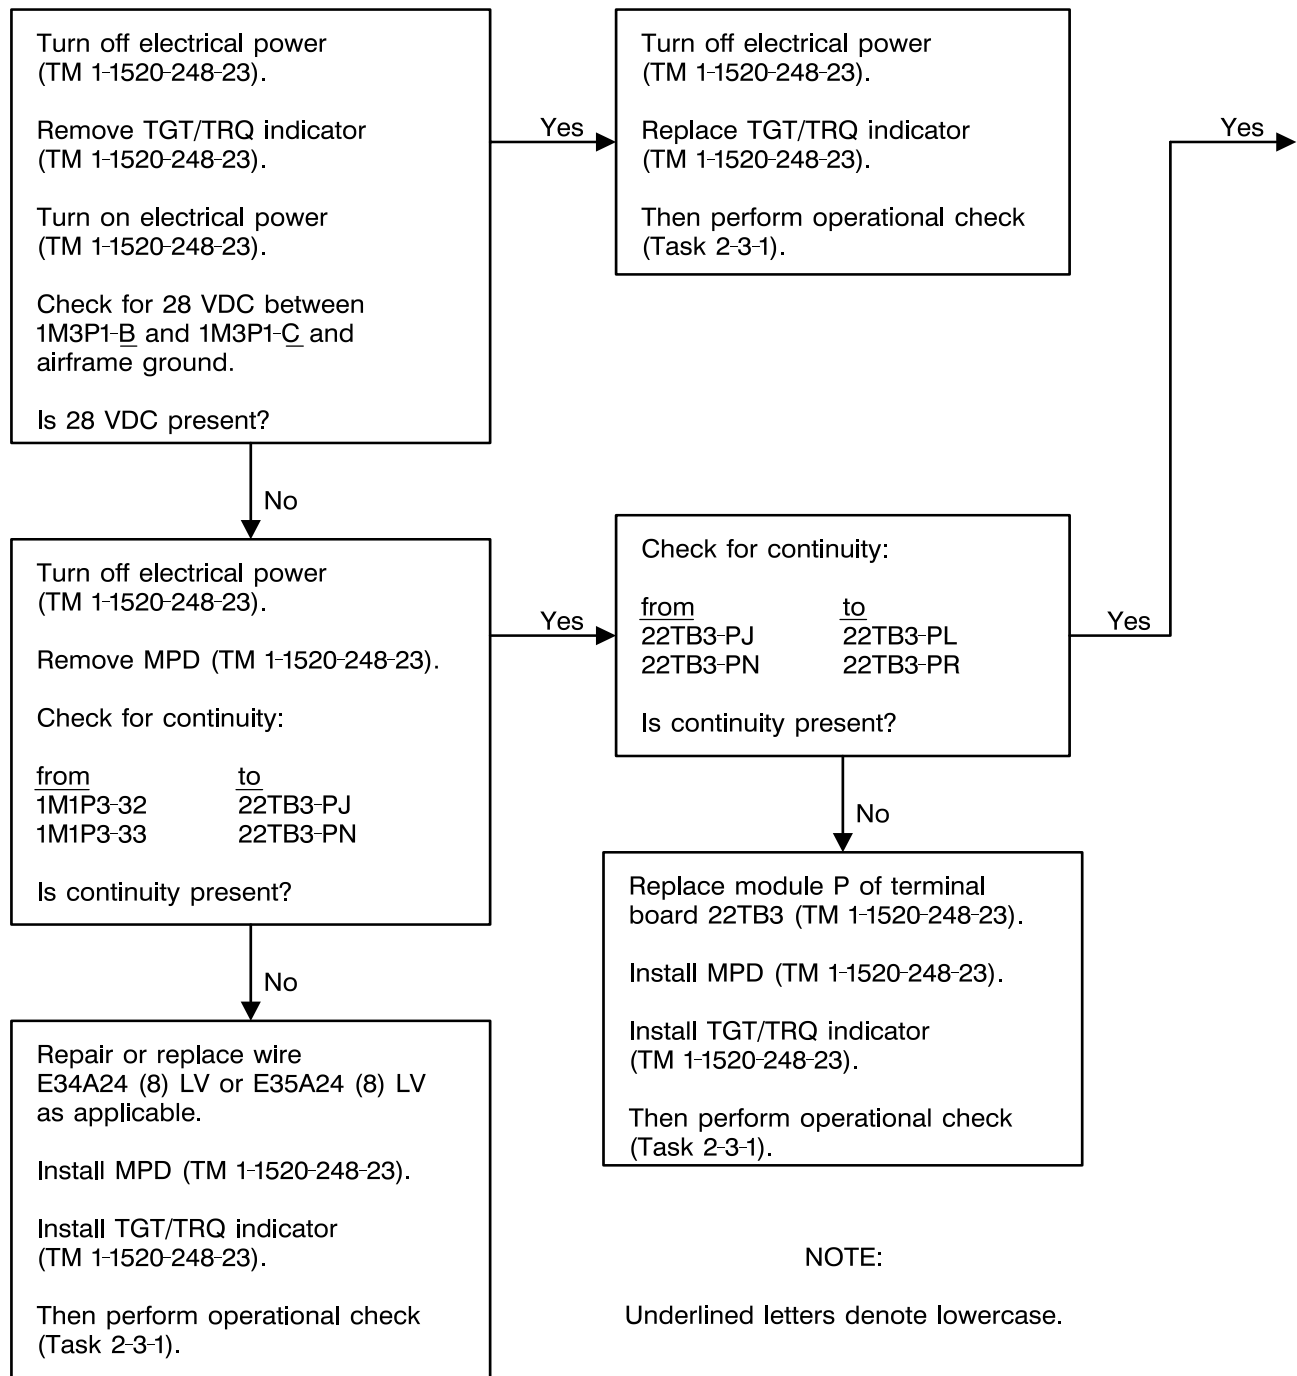 Turn off electrical power
(TM 1-1520-248-23).
Remove TGT/TRQ indicator
(TM 1-1520-248-23).
Turn on electrical power
(TM 1-1520-248-23).
Check for 28 VDC between
1M3P1-B and 1M3P1-C and
airframe ground.
Is 28 VDC present?
Yes
Turn off electrical power
(TM 1-1520-248-23).
Replace TGT/TRQ indicator
(TM 1-1520-248-23).
Then perform operational check
(Task 2-3-1).
Yes
No
Turn off electrical power
(TM 1-1520-248-23).
Remove MPD (TM 1-1520-248-23).
Check for continuity:
from to
1M1P3-32 22TB3-PJ
1M1P3-33 22TB3-PN
Is continuity present?
Yes
Check for continuity:
from to
22TB3-PJ 22TB3-PL
22TB3-PN 22TB3-PR
Is continuity present?
Yes
No
Repair or replace wire
E34A24 (8) LV or E35A24 (8) LV
as applicable.
Install MPD (TM 1-1520-248-23).
Install TGT/TRQ indicator
(TM 1-1520-248-23).
Then perform operational check
(Task 2-3-1).
No
Replace module P of terminal
board 22TB3 (TM 1-1520-248-23).
Install MPD (TM 1-1520-248-23).
Install TGT/TRQ indicator
(TM 1-1520-248-23).
Then perform operational check
(Task 2-3-1).
NOTE:
Underlined letters denote lowercase.